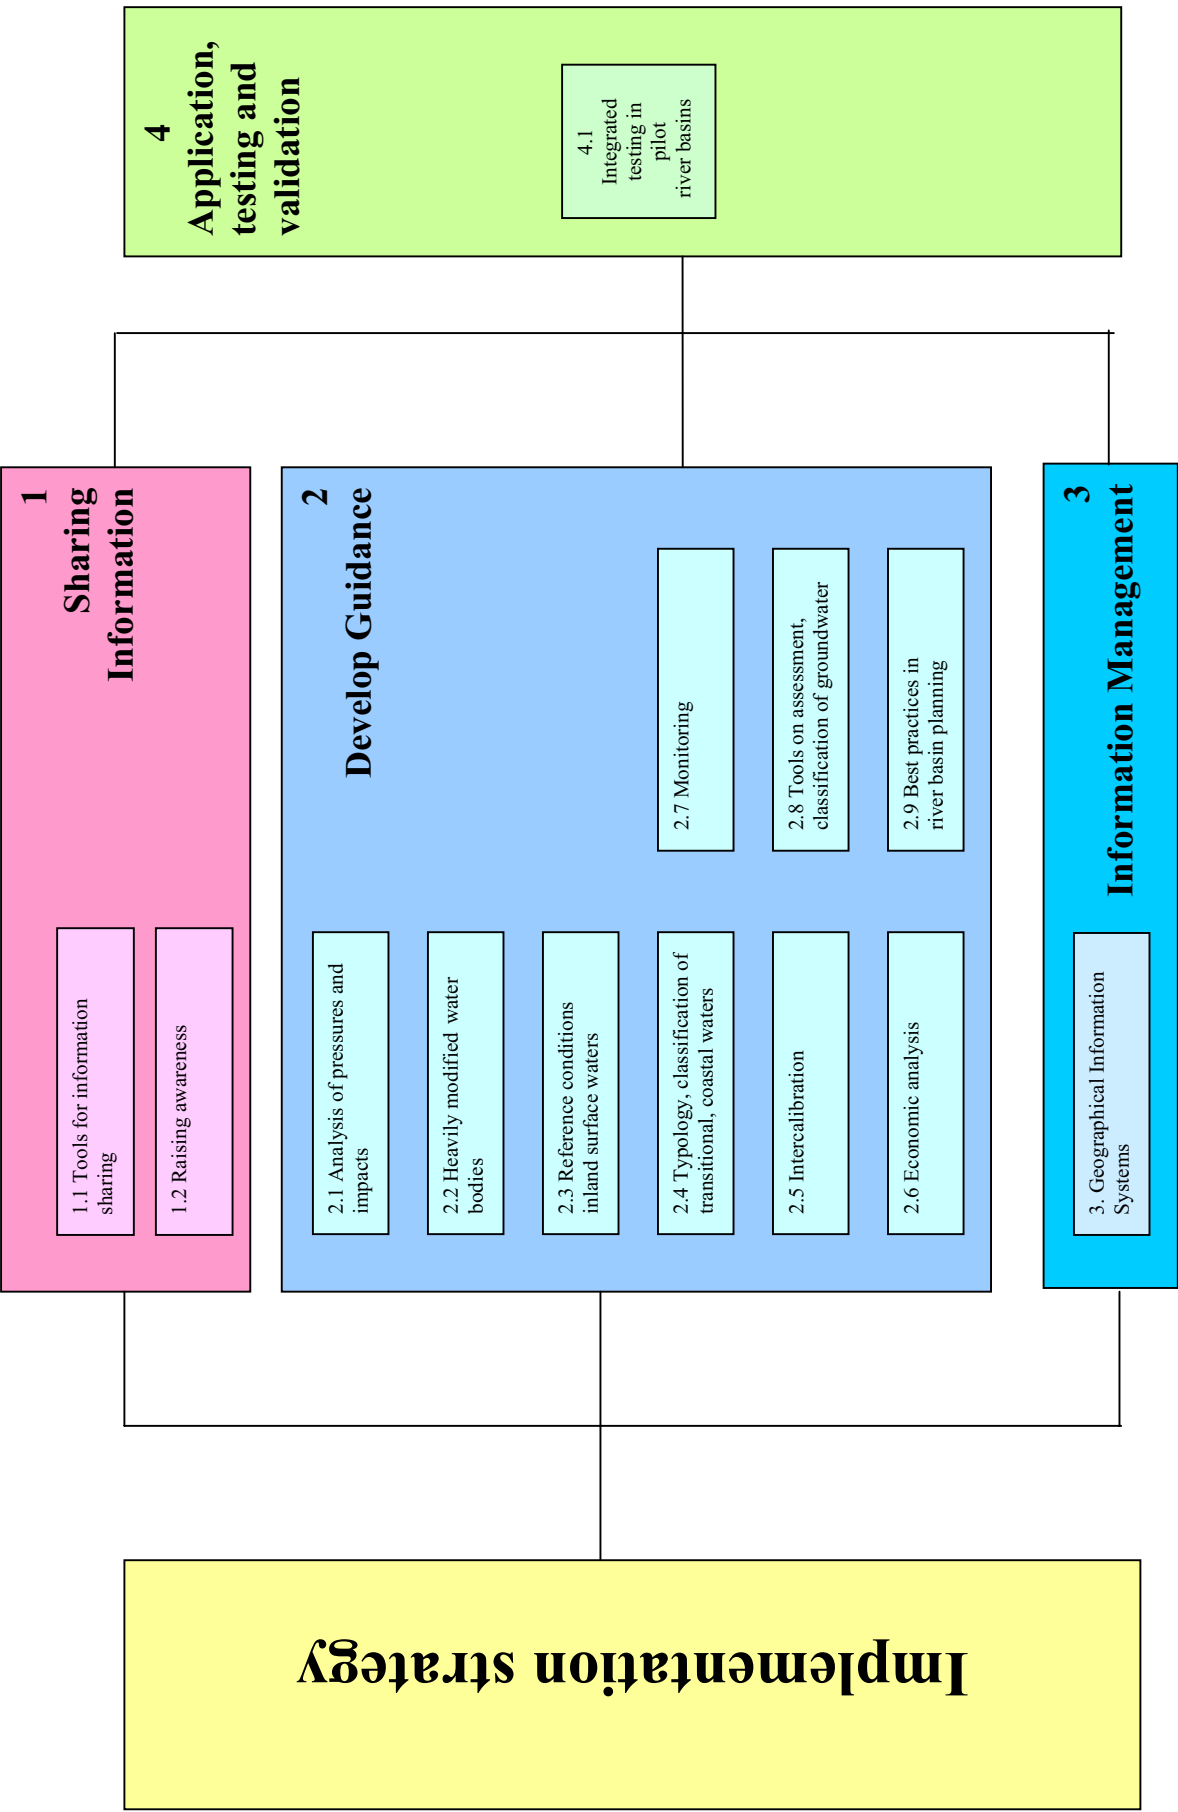 Implementation strategy
1
Sharing
Information
1.1 Tools for information
sharing
1.2 Raising awareness
2
Develop Guidance
2.1 Analysis of pressures and
impacts
2.2 Heavily modified water
bodies
2.3 Reference conditions
inland surface waters
2.4 Typology, classification of
transitional, coastal waters
2.5 Intercalibration
2.6 Economic analysis
2.7 Monitoring
2.8 Tools on assessment,
classification of groundwater
2.9 Best practices in
river basin planning
3
Information Management
3. Geographical Information
Systems
4
Application,
testing and
validation
4.1
Integrated
testing in
pilot
river basins